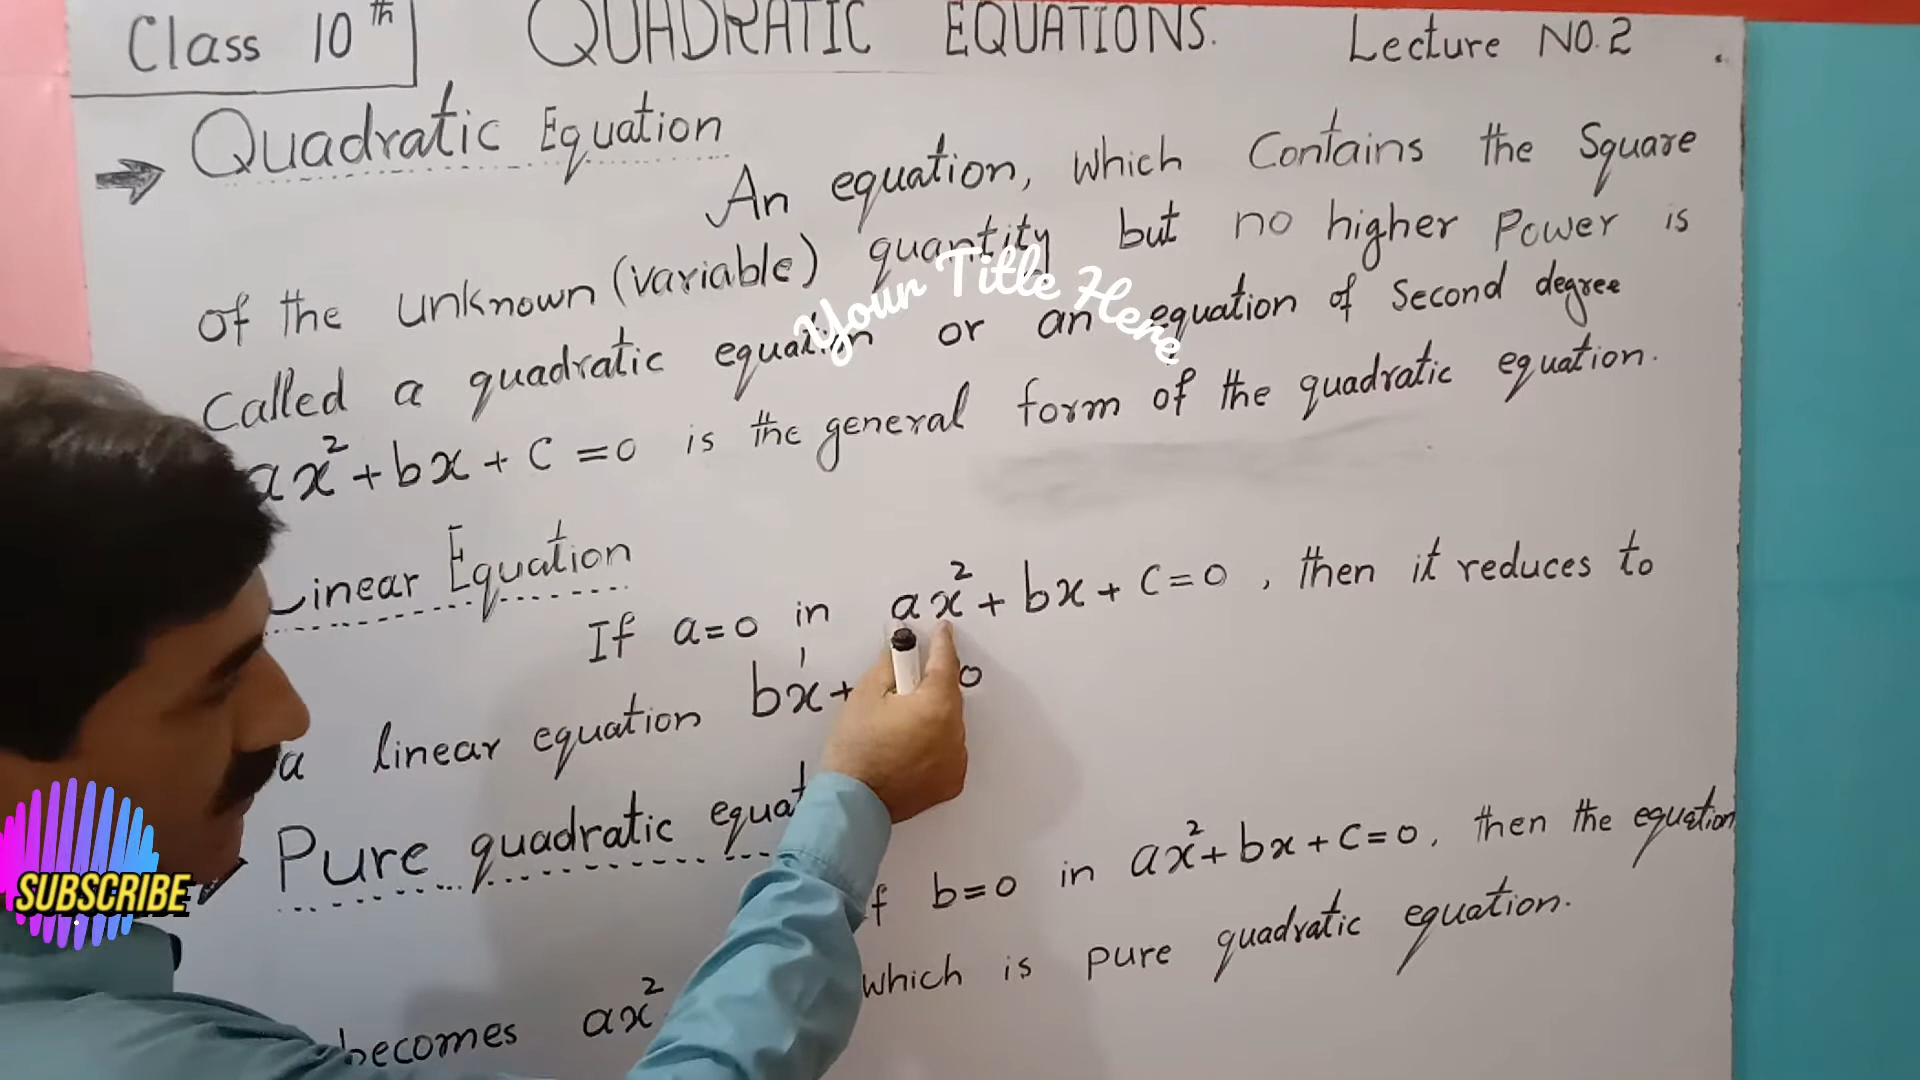 Class 10th
QUADRATIC EQUATIONS.
Lecture NO.2
Quadratic Equation
An equation, which Contains the Square
of the unknown (variable) quantity but no higher Power is
Called a quadratic equation or an equation of Second degree
ax²+bx+c=0 is the general form of the quadratic equation.
Your Title Here
Linear Equation
If a=0 in ax²+bx+c=0, then it reduces to
a linear equation bx+ 0
Pure quadratic equat
f b=0 in ax²+bx+c=0, then the equation
becomes ax² which is pure quadratic equation.
SUBSCRIBE